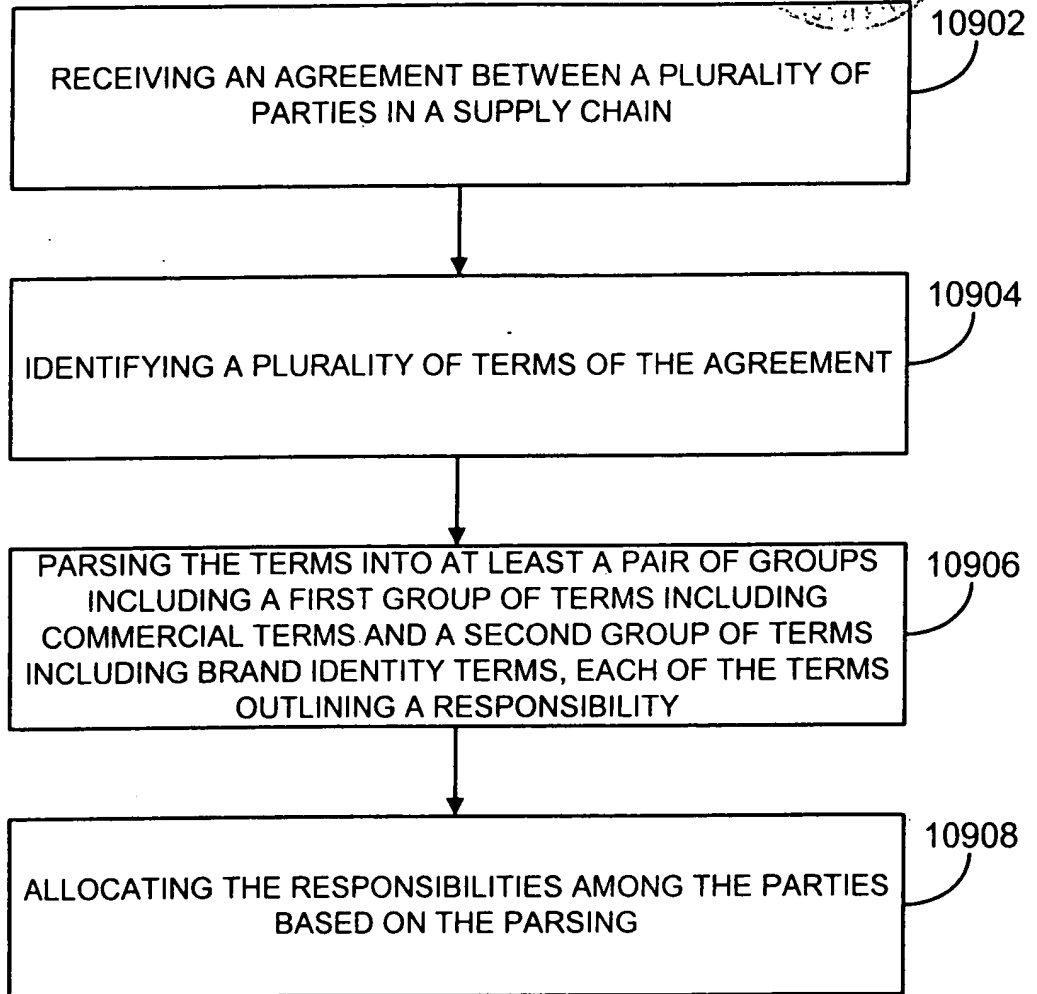 10902
RECEIVING AN AGREEMENT BETWEEN A PLURALITY OF
PARTIES IN A SUPPLY CHAIN
10904
IDENTIFYING A PLURALITY OF TERMS OF THE AGREEMENT
10906
PARSING THE TERMS INTO AT LEAST A PAIR OF GROUPS
INCLUDING A FIRST GROUP OF TERMS INCLUDING
COMMERCIAL TERMS AND A SECOND GROUP OF TERMS
INCLUDING BRAND IDENTITY TERMS, EACH OF THE TERMS
OUTLINING A RESPONSIBILITY
10908
ALLOCATING THE RESPONSIBILITIES AMONG THE PARTIES
BASED ON THE PARSING